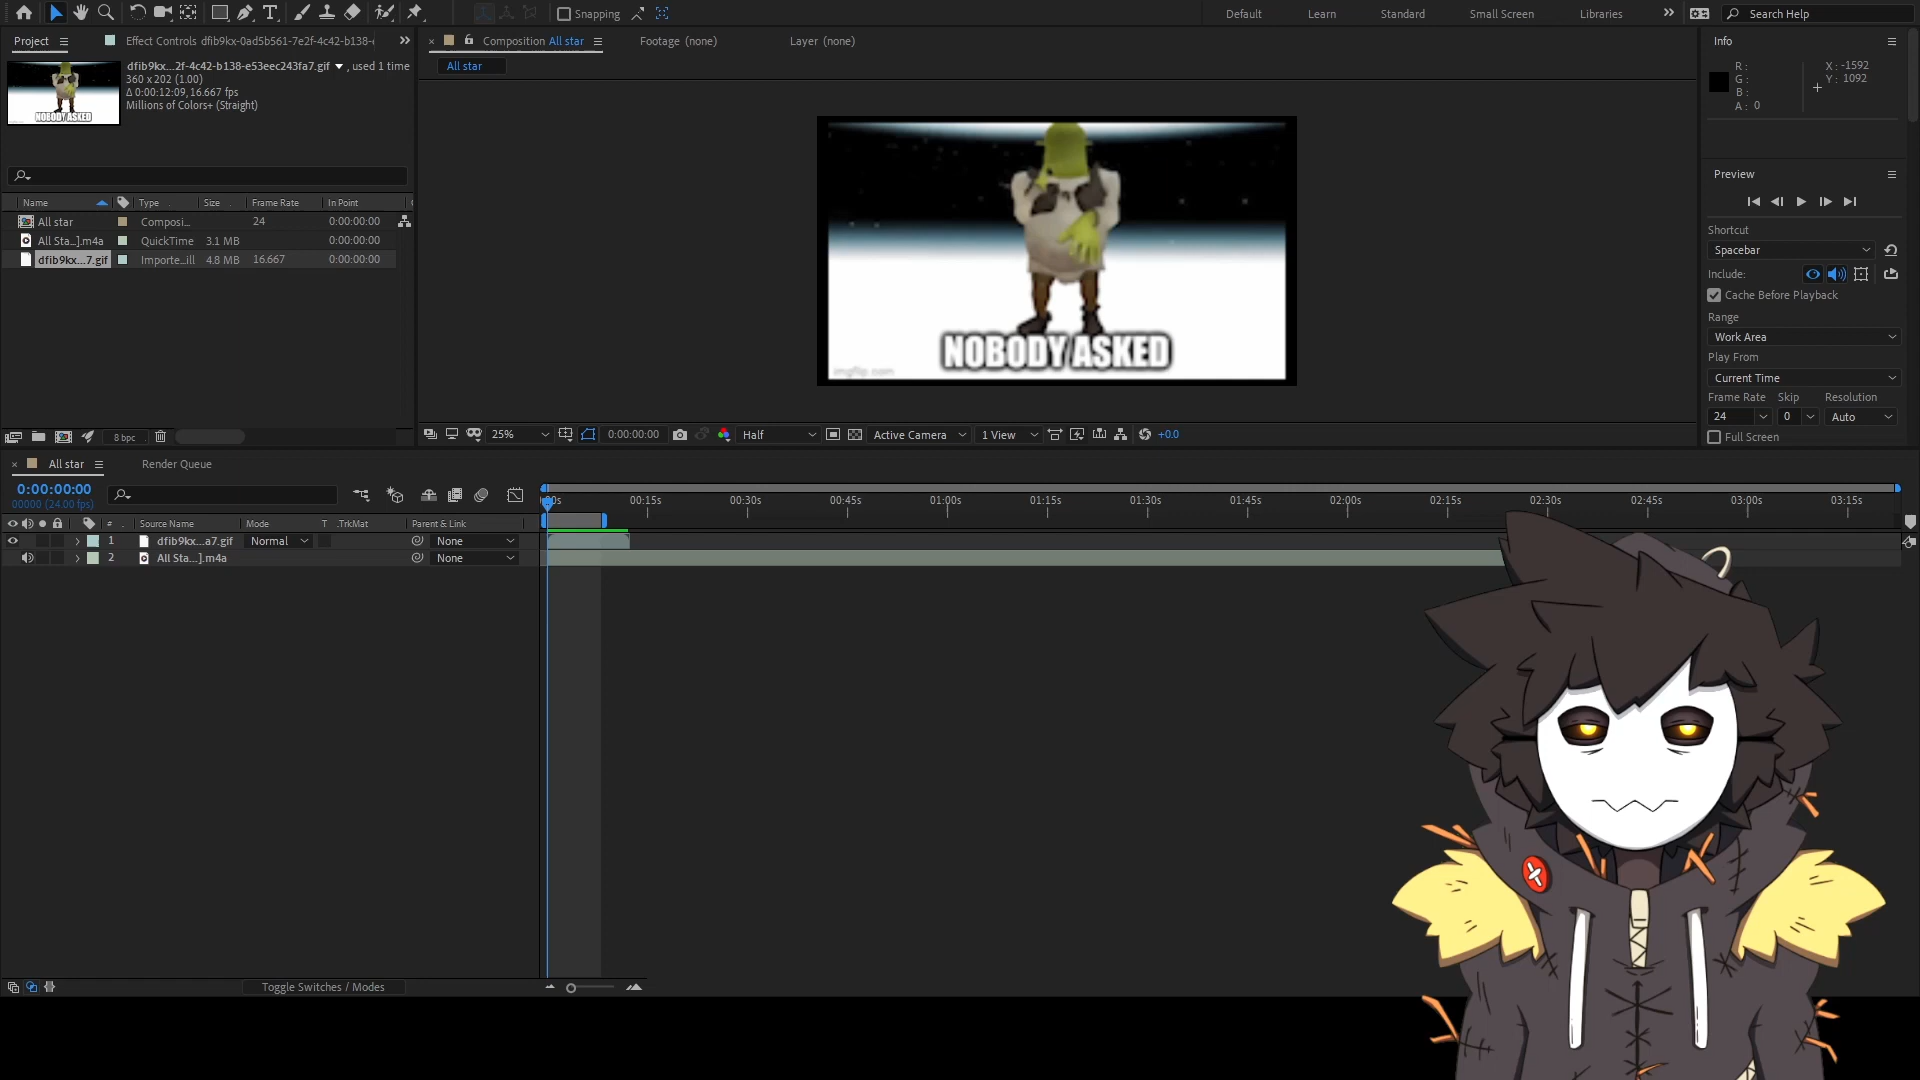 Snapping
Default
Learn
Standard
Small Screen
Libraries
Search Help
Project
Effect Controls dfib9kx-0ad5b561-7e2f-4c42-b138-
Composition All star
Footage (none)
Layer (none)
Info
dfib9kx...2f-4c42-b138-e53eec243fa7.gif , used 1 time
360 x 202 (1.00)
Δ 0:00:12:09, 16.667 fps
Millions of Colors+ (Straight)
All star
R :
G :
B :
A : 0
X : -1592
Y : 1092
NOBODY ASKED
NOBODY ASKED
imgflip.com
Preview
Shortcut
Spacebar
Include:
Cache Before Playback
Range
Work Area
Play From
Current Time
Frame Rate
Skip
Resolution
24
0
Auto
Full Screen
Name
Type
Size
Frame Rate
In Point
All star
Composi...
24
0:00:00:00
All Sta...].m4a
QuickTime
3.1 MB
0:00:00:00
dfib9kx...7.gif
Importe...ill
4.8 MB
16.667
0:00:00:00
8 bpc
25%
0:00:00:00
Half
Active Camera
1 View
+0.0
All star
Render Queue
0:00:00:00
00000 (24.00 fps)
:00s
00:15s
00:30s
00:45s
01:00s
01:15s
01:30s
01:45s
02:00s
02:15s
02:30s
02:45s
03:00s
03:15s
#
Source Name
Mode
T
.TrkMat
Parent & Link
1
dfib9kx...a7.gif
Normal
None
2
All Sta...].m4a
None
Toggle Switches / Modes